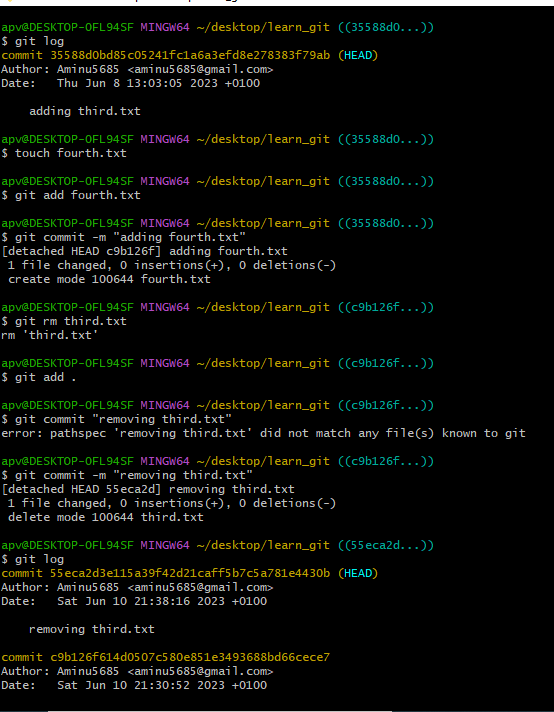 apv@DESKTOP-OFL94SF MINGW64 ~/desktop/learn_git ((35588d0...))
$ git log
commit 35588d0bd85c05241fc1a6a3efd8e278383f79ab (HEAD)
Author: Aminu5685 <aminu5685@gmail.com>
Date:   Thu Jun 8 13:03:05 2023 +0100

    adding third.txt

apv@DESKTOP-OFL94SF MINGW64 ~/desktop/learn_git ((35588d0...))
$ touch fourth.txt

apv@DESKTOP-OFL94SF MINGW64 ~/desktop/learn_git ((35588d0...))
$ git add fourth.txt

apv@DESKTOP-OFL94SF MINGW64 ~/desktop/learn_git ((35588d0...))
$ git commit -m "adding fourth.txt"
[detached HEAD c9b126f] adding fourth.txt
 1 file changed, 0 insertions(+), 0 deletions(-)
 create mode 100644 fourth.txt

apv@DESKTOP-OFL94SF MINGW64 ~/desktop/learn_git ((c9b126f...))
$ git rm third.txt
rm 'third.txt'

apv@DESKTOP-OFL94SF MINGW64 ~/desktop/learn_git ((c9b126f...))
$ git add .

apv@DESKTOP-OFL94SF MINGW64 ~/desktop/learn_git ((c9b126f...))
$ git commit "removing third.txt"
error: pathspec 'removing third.txt' did not match any file(s) known to git

apv@DESKTOP-OFL94SF MINGW64 ~/desktop/learn_git ((c9b126f...))
$ git commit -m "removing third.txt"
[detached HEAD 55eca2d] removing third.txt
 1 file changed, 0 insertions(+), 0 deletions(-)
 delete mode 100644 third.txt

apv@DESKTOP-OFL94SF MINGW64 ~/desktop/learn_git ((55eca2d...))
$ git log
commit 55eca2d3e115a39f42d21caff5b7c5a781e4430b (HEAD)
Author: Aminu5685 <aminu5685@gmail.com>
Date:   Sat Jun 10 21:38:16 2023 +0100

    removing third.txt

commit c9b126f614d0507c580e851e3493688bd66cece7
Author: Aminu5685 <aminu5685@gmail.com>
Date:   Sat Jun 10 21:30:52 2023 +0100